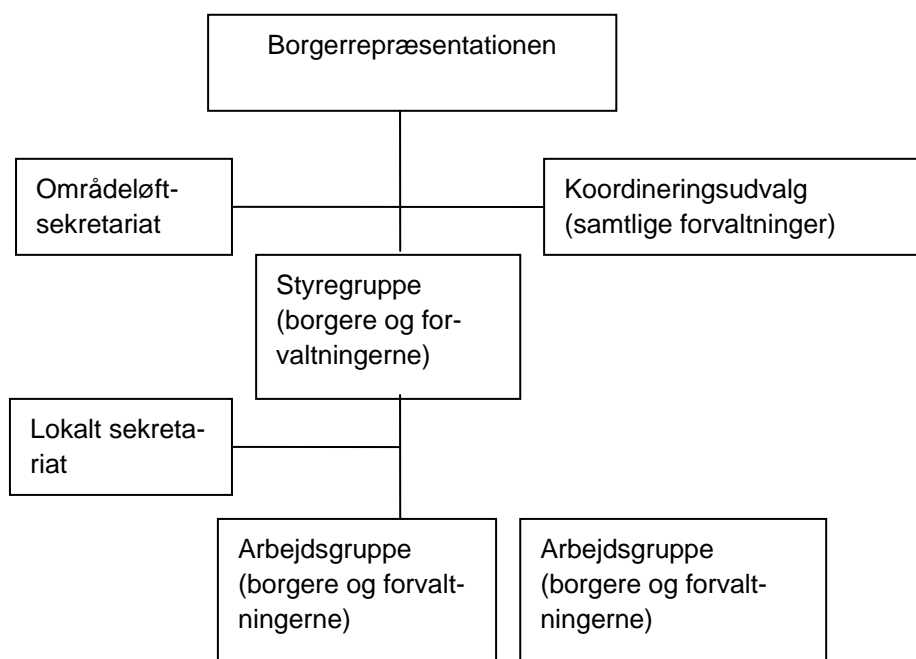 Borgerrepræsentationen
Områdeløft-
sekretariat
Koordineringsudvalg
(samtlige forvaltninger)
Styregruppe
(borgere og for-
valtningerne)
Lokalt sekreta-
riat
Arbejdsgruppe
(borgere og forvalt-
ningerne)
Arbejdsgruppe
(borgere og forvalt-
ningerne)